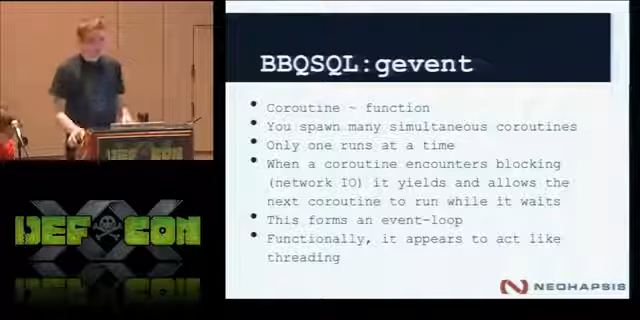 BBQSQL:gevent
• Coroutine ~ function
• You spawn many simultaneous coroutines
• Only one runs at a time
• When a coroutine encounters blocking
(network IO) it yields and allows the
next coroutine to run while it waits
• This forms an event-loop
• Functionally, it appears to act like
threading
NEOHAPSIS
DEFCON
XX
DEF CON